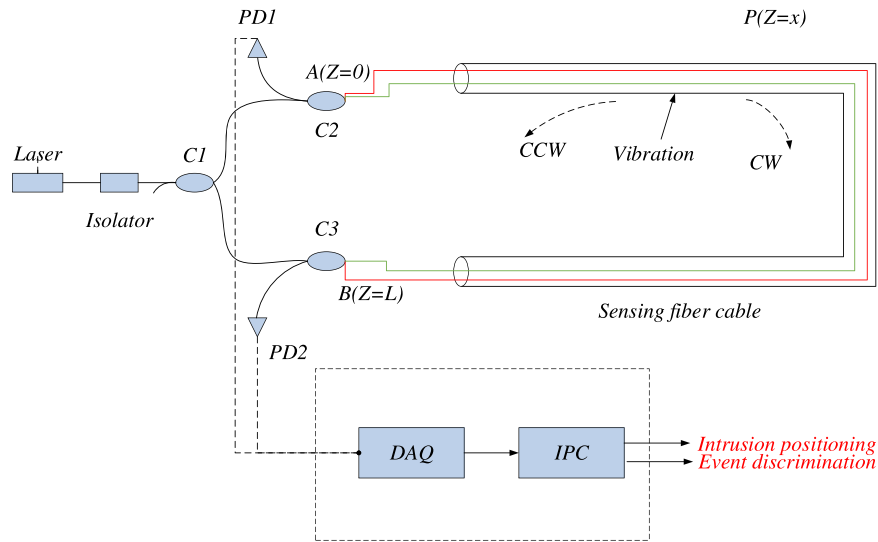 PD1
P(Z=x)
A(Z=0)
C2
CCW
Vibration
CW
Laser
C1
Isolator
C3
B(Z=L)
Sensing fiber cable
PD2
DAQ
IPC
Intrusion positioning
Event discrimination